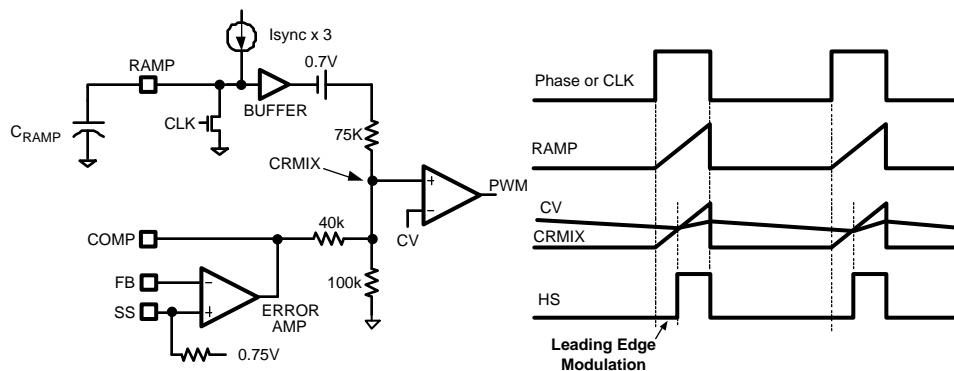 Isync x 3
RAMP
0.7V
BUFFER
CLK
C_RAMP
75K
CRMIX
+
−
PWM
CV
COMP
40k
FB
−
SS
+
ERROR
AMP
100k
0.75V
Phase or CLK
RAMP
CV
CRMIX
HS
Leading Edge
Modulation